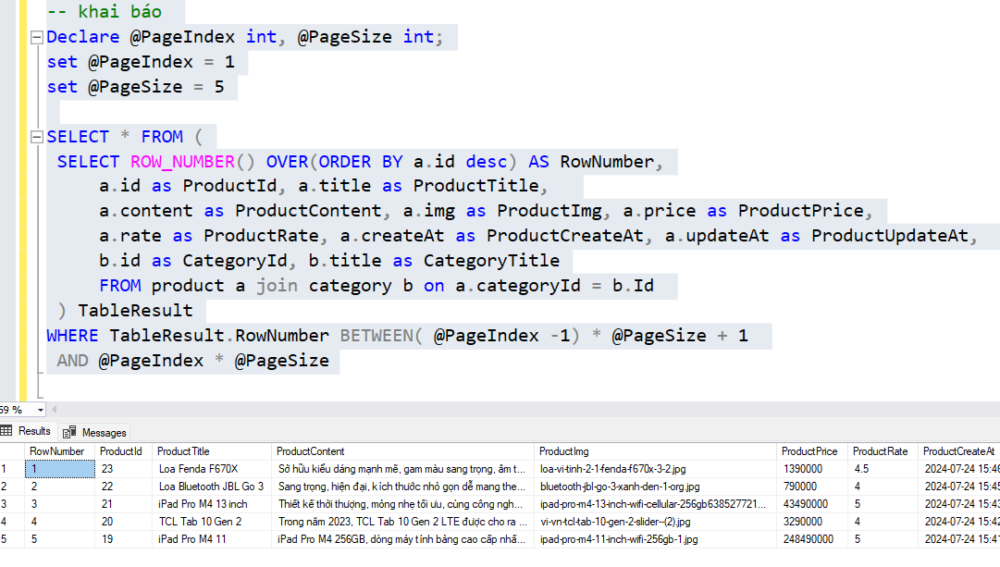 -- khai báo
Declare @PageIndex int, @PageSize int;
set @PageIndex = 1
set @PageSize = 5
SELECT * FROM (
SELECT ROW_NUMBER() OVER(ORDER BY a.id desc) AS RowNumber,
a.id as ProductId, a.title as ProductTitle,
a.content as ProductContent, a.img as ProductImg, a.price as ProductPrice,
a.rate as ProductRate, a.createAt as ProductCreateAt, a.updateAt as ProductUpdateAt,
b.id as CategoryId, b.title as CategoryTitle
FROM product a join category b on a.categoryId = b.Id
) TableResult
WHERE TableResult.RowNumber BETWEEN( @PageIndex -1) * @PageSize + 1
AND @PageIndex * @PageSize
59 %
Results Messages
RowNumber ProductId ProductTitle ProductContent ProductImg ProductPrice ProductRate ProductCreateAt
1 1 23 Loa Fenda F670X Sở hữu kiểu dáng mạnh mẽ, gam màu sang trọng, âm t... loa-vi-tinh-2-1-fenda-f670x-3-2.jpg 1390000 4.5 2024-07-24 15:46
2 2 22 Loa Bluetooth JBL Go 3 Sang trọng, hiện đại, kích thước nhỏ gọn dễ mang the... bluetooth-jbl-go-3-xanh-den-1-org.jpg 790000 4 2024-07-24 15:45
3 3 21 iPad Pro M4 13 inch Thiết kế thời thượng, mỏng nhẹ tối ưu, cùng công ngh... ipad-pro-m4-13-inch-wifi-cellular-256gb638527721... 43490000 5 2024-07-24 15:43
4 4 20 TCL Tab 10 Gen 2 Trong năm 2023, TCL Tab 10 Gen 2 LTE được cho ra ... vi-vn-tcl-tab-10-gen-2-slider--(2).jpg 3290000 4 2024-07-24 15:42
5 5 19 iPad Pro M4 11 iPad Pro M4 256GB, dòng máy tính bảng cao cấp nhấ... ipad-pro-m4-11-inch-wifi-256gb-1.jpg 248490000 5 2024-07-24 15:41